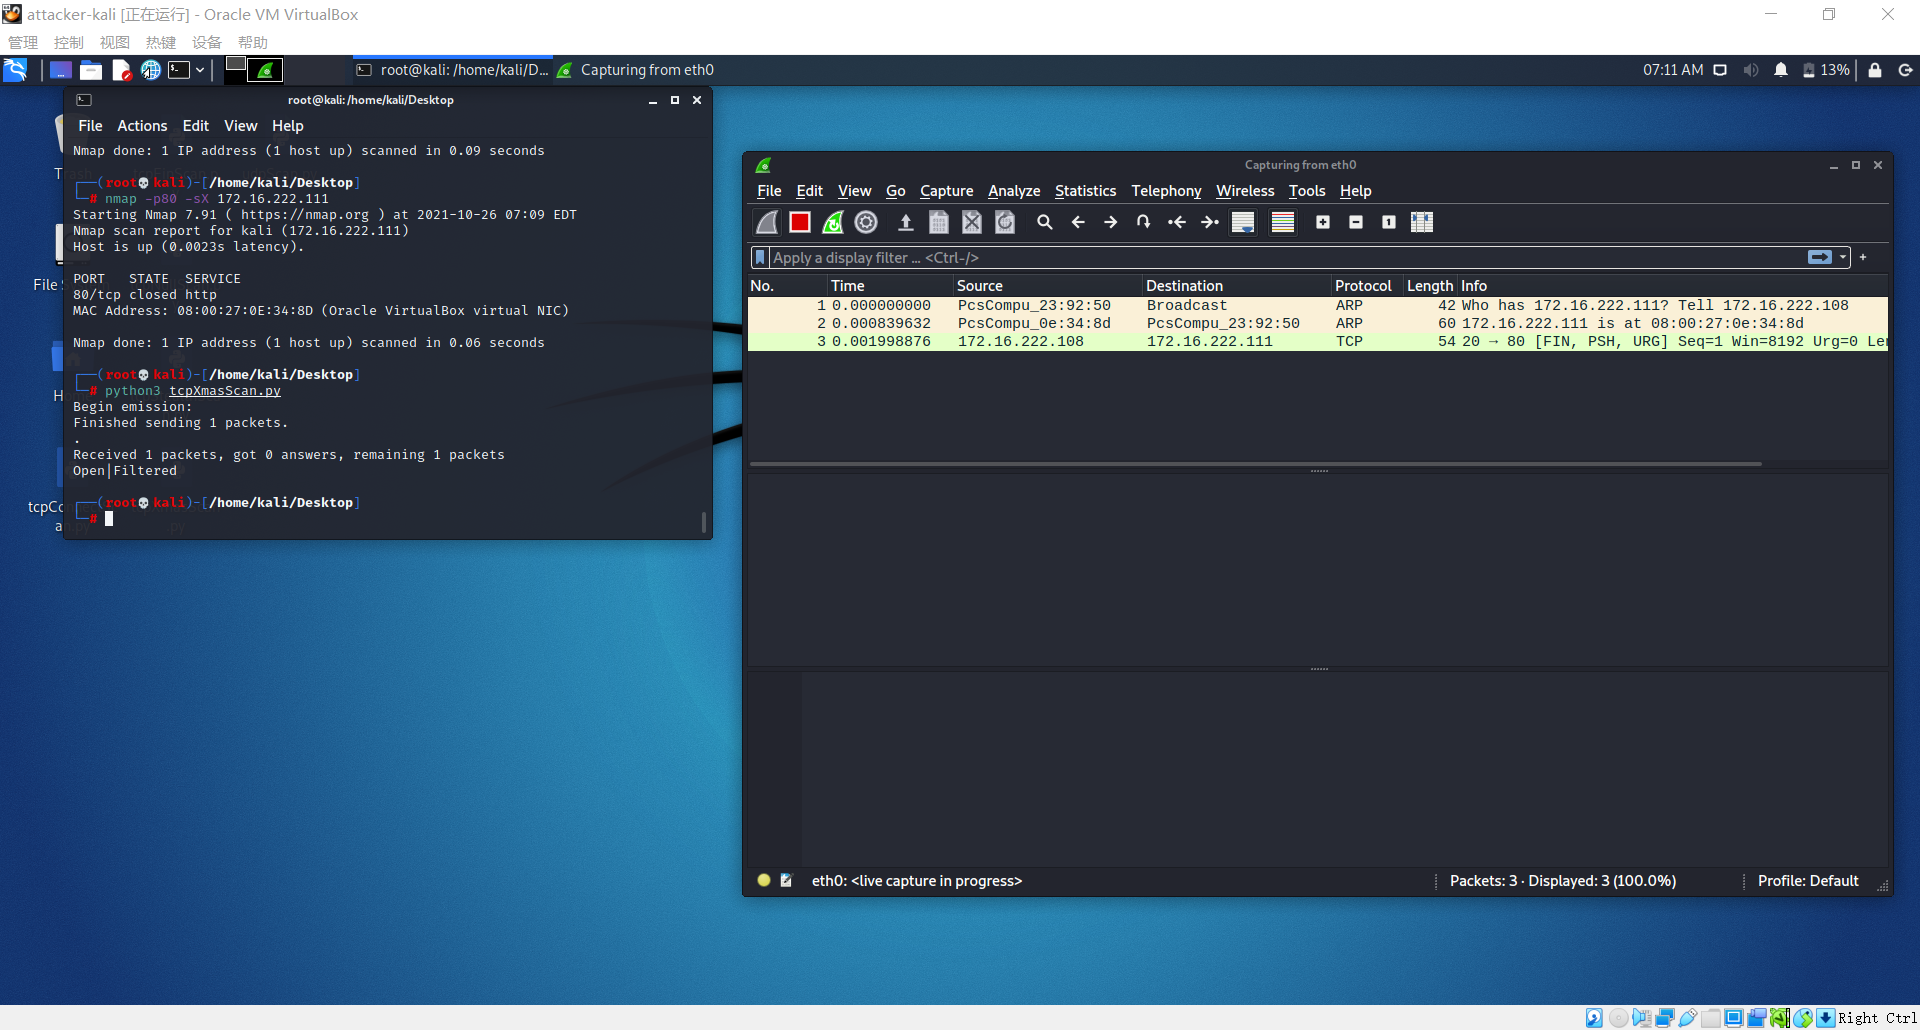 attacker-kali [正在运行] - Oracle VM VirtualBox
管理 控制 视图 热键 设备 帮助
root@kali: /home/kali/D... Capturing from eth0 07:11 AM 13%
root@kali: /home/kali/Desktop
File Actions Edit View Help
Nmap done: 1 IP address (1 host up) scanned in 0.09 seconds
(root💀kali)-[/home/kali/Desktop]
# nmap -p80 -sX 172.16.222.111
Starting Nmap 7.91 ( https://nmap.org ) at 2021-10-26 07:09 EDT
Nmap scan report for kali (172.16.222.111)
Host is up (0.0023s latency).
PORT STATE SERVICE
80/tcp closed http
MAC Address: 08:00:27:0E:34:8D (Oracle VirtualBox virtual NIC)
Nmap done: 1 IP address (1 host up) scanned in 0.06 seconds
(root💀kali)-[/home/kali/Desktop]
# python3 tcpXmasScan.py
Begin emission:
Finished sending 1 packets.
.
Received 1 packets, got 0 answers, remaining 1 packets
Open|Filtered
(root💀kali)-[/home/kali/Desktop]
#
File
tcpCo
Capturing from eth0
File Edit View Go Capture Analyze Statistics Telephony Wireless Tools Help
Apply a display filter ... <Ctrl-/>
No. Time Source Destination Protocol Length Info
1 0.000000000 PcsCompu_23:92:50 Broadcast ARP 42 Who has 172.16.222.111? Tell 172.16.222.108
2 0.000839632 PcsCompu_0e:34:8d PcsCompu_23:92:50 ARP 60 172.16.222.111 is at 08:00:27:0e:34:8d
3 0.001998876 172.16.222.108 172.16.222.111 TCP 54 20 → 80 [FIN, PSH, URG] Seq=1 Win=8192 Urg=0 Len
eth0: <live capture in progress> Packets: 3 · Displayed: 3 (100.0%) Profile: Default
Right Ctrl